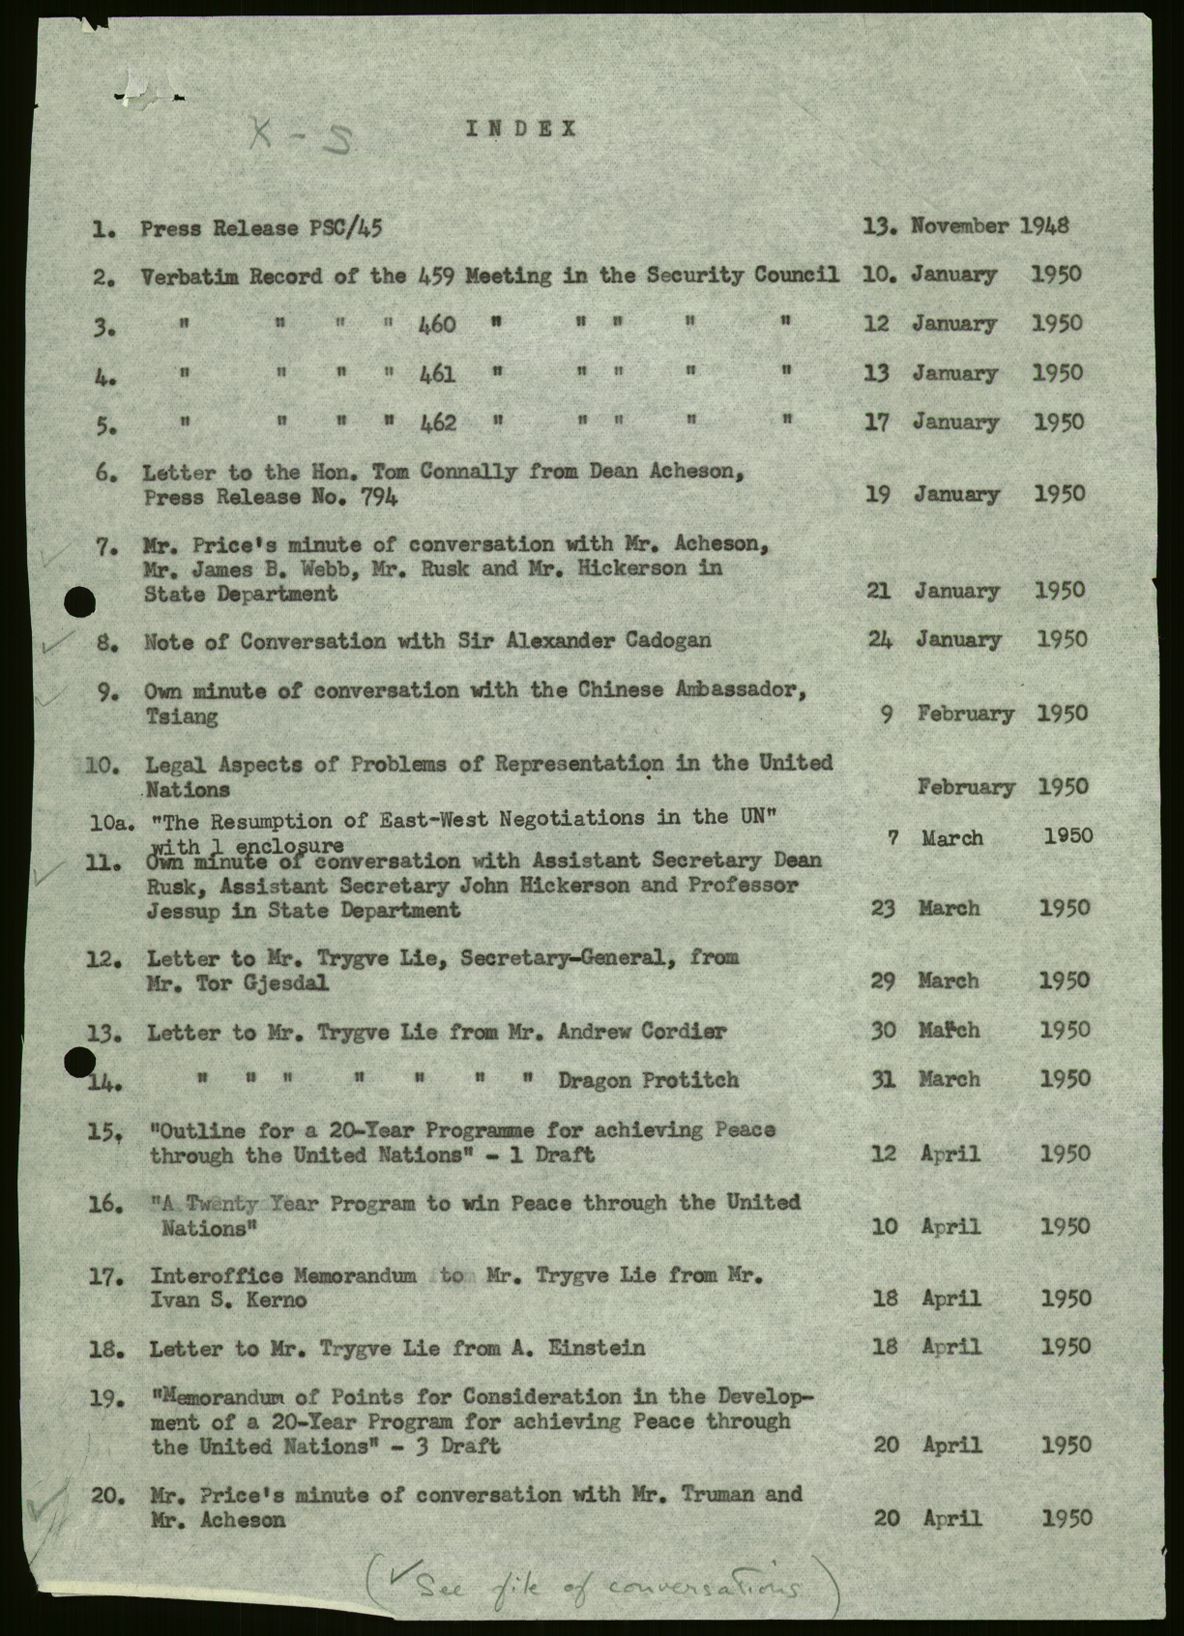 X - S
INDEX
1. Press Release PSC/45 13. November 1948
2. Verbatim Record of the 459 Meeting in the Security Council 10. January 1950
3. " " " " 460 " " " " " 12 January 1950
4. " " " " 461 " " " " " 13 January 1950
5. " " " " 462 " " " " " 17 January 1950
6. Letter to the Hon. Tom Connally from Dean Acheson,
Press Release No. 794 19 January 1950
7. Mr. Price's minute of conversation with Mr. Acheson,
Mr. James B. Webb, Mr. Rusk and Mr. Hickerson in
State Department 21 January 1950
8. Note of Conversation with Sir Alexander Cadogan 24 January 1950
9. Own minute of conversation with the Chinese Ambassador,
Tsiang 9 February 1950
10. Legal Aspects of Problems of Representation in the United
Nations February 1950
10a. "The Resumption of East-West Negotiations in the UN"
with 1 enclosure 7 March 1950
11. Own minute of conversation with Assistant Secretary Dean
Rusk, Assistant Secretary John Hickerson and Professor
Jessup in State Department 23 March 1950
12. Letter to Mr. Trygve Lie, Secretary-General, from
Mr. Tor Gjesdal 29 March 1950
13. Letter to Mr. Trygve Lie from Mr. Andrew Cordier 30 March 1950
14. " " " " " " " Dragon Protitch 31 March 1950
15. "Outline for a 20-Year Programme for achieving Peace
through the United Nations" - 1 Draft 12 April 1950
16. "A Twenty Year Program to win Peace through the United
Nations" 10 April 1950
17. Interoffice Memorandum to Mr. Trygve Lie from Mr.
Ivan S. Kerno 18 April 1950
18. Letter to Mr. Trygve Lie from A. Einstein 18 April 1950
19. "Memorandum of Points for Consideration in the Develop-
ment of a 20-Year Program for achieving Peace through
the United Nations" - 3 Draft 20 April 1950
20. Mr. Price's minute of conversation with Mr. Truman and
Mr. Acheson 20 April 1950
(✓ See file of conversations)